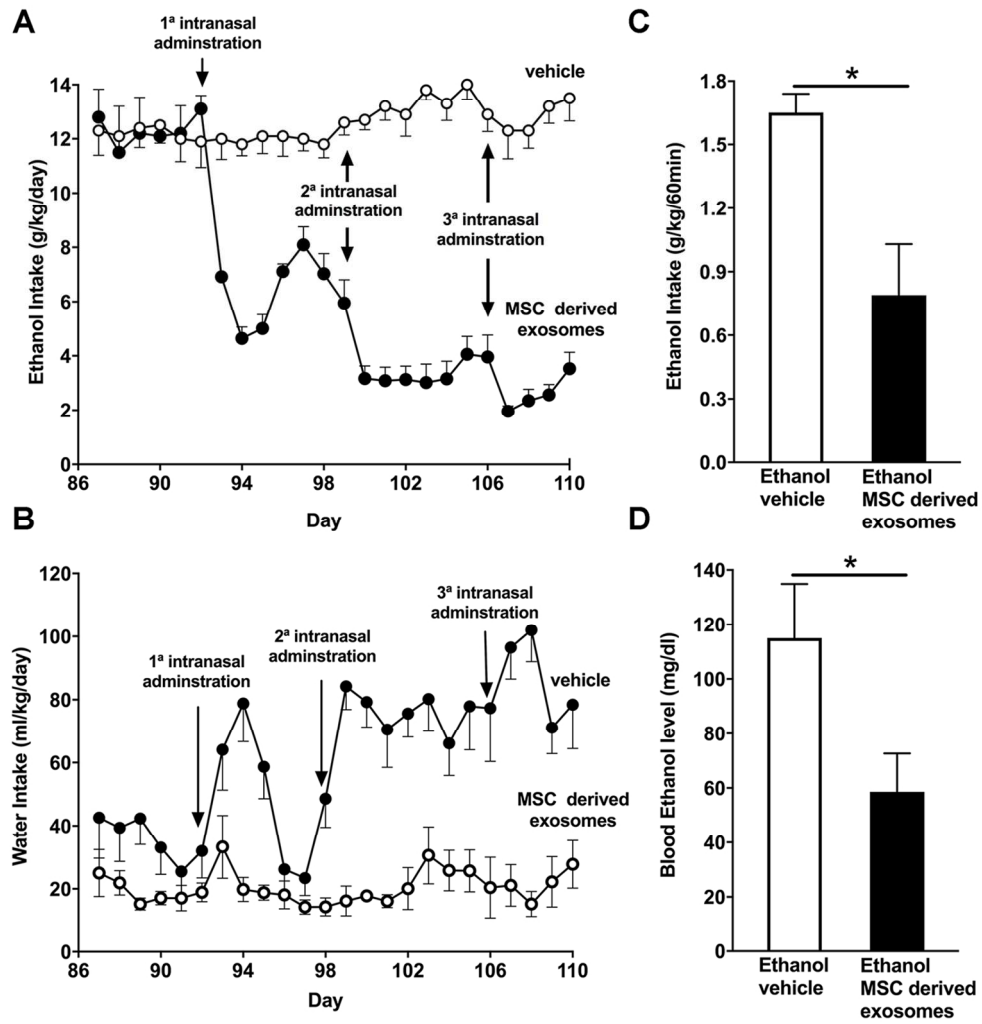 A
1ª intranasal
adminstration
vehicle
14
12
10
8
6
4
2
0
2ª intranasal
adminstration
3ª intranasal
adminstration
MSC derived
exosomes
Ethanol Intake (g/kg/day)
86 90 94 98 102 106 110
Day
B
120
100
80
60
40
20
0
1ª intranasal
adminstration
2ª intranasal
adminstration
3ª intranasal
adminstration
vehicle
MSC derived
exosomes
Water Intake (ml/kg/day)
86 90 94 98 102 106 110
Day
C
*
1.8
1.5
1.2
0.9
0.6
0.3
0.0
Ethanol Intake (g/kg/60min)
Ethanol
vehicle
Ethanol
MSC derived
exosomes
D
*
140
120
100
80
60
40
20
0
Blood Ethanol level (mg/dl)
Ethanol
vehicle
Ethanol
MSC derived
exosomes